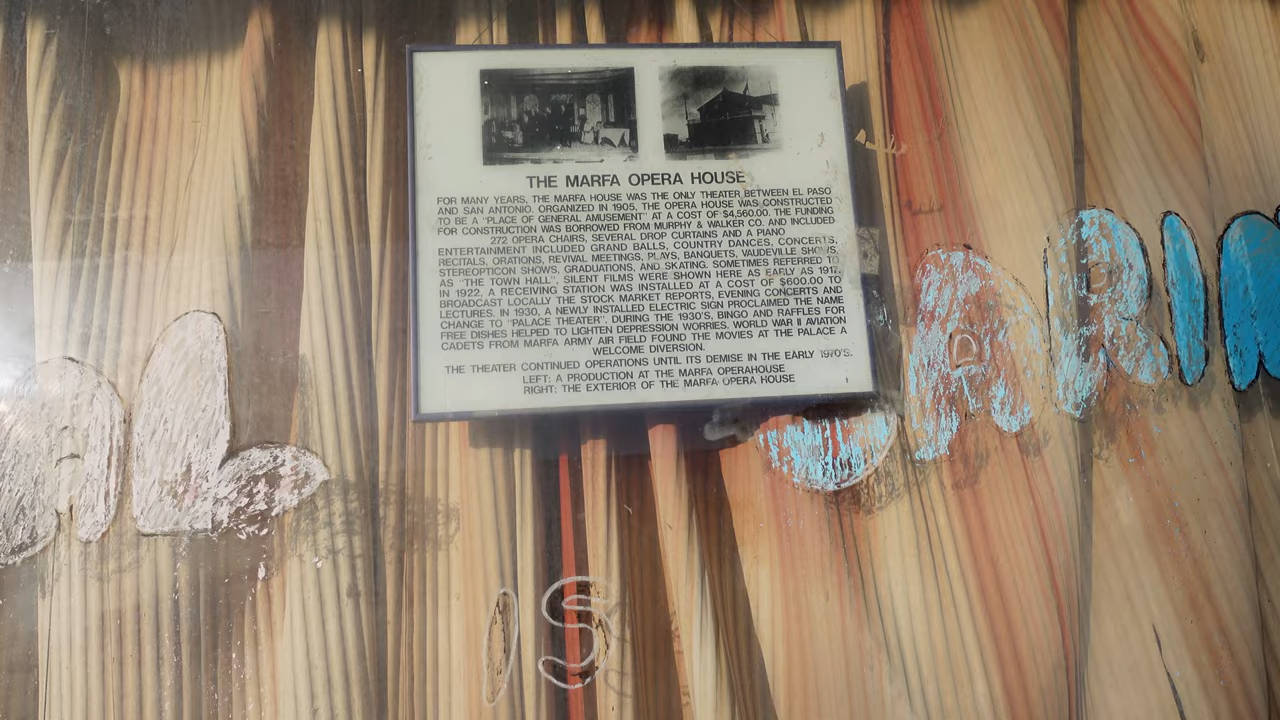 THE MARFA OPERA HOUSE
FOR MANY YEARS, THE MARFA HOUSE WAS THE ONLY THEATER BETWEEN EL PASO
AND SAN ANTONIO. ORGANIZED IN 1905, THE OPERA HOUSE WAS CONSTRUCTED
TO BE A "PLACE OF GENERAL AMUSEMENT" AT A COST OF $4,560.00. THE FUNDING
FOR CONSTRUCTION WAS BORROWED FROM MURPHY & WALKER CO. AND INCLUDED
272 OPERA CHAIRS, SEVERAL DROP CURTAINS AND A PIANO
ENTERTAINMENT INCLUDED GRAND BALLS, COUNTRY DANCES, CONCERTS,
RECITALS, ORATIONS, REVIVAL MEETINGS, PLAYS, BANQUETS, VAUDEVILLE SHOWS,
STEREOPTICON SHOWS, GRADUATIONS, AND SKATING. SOMETIMES REFERRED TO
AS "THE TOWN HALL", SILENT FILMS WERE SHOWN HERE AS EARLY AS 1917.
IN 1922, A RECEIVING STATION WAS INSTALLED AT A COST OF $600.00 TO
BROADCAST LOCALLY THE STOCK MARKET REPORTS, EVENING CONCERTS AND
LECTURES. IN 1930, A NEWLY INSTALLED ELECTRIC SIGN PROCLAIMED THE NAME
CHANGE TO "PALACE THEATER". DURING THE 1930'S, BINGO AND RAFFLES FOR
FREE DISHES HELPED TO LIGHTEN DEPRESSION WORRIES. WORLD WAR II AVIATION
CADETS FROM MARFA ARMY AIR FIELD FOUND THE MOVIES AT THE PALACE A
WELCOME DIVERSION.
THE THEATER CONTINUED OPERATIONS UNTIL ITS DEMISE IN THE EARLY 1970'S.
LEFT: A PRODUCTION AT THE MARFA OPERAHOUSE
RIGHT: THE EXTERIOR OF THE MARFA OPERA HOUSE
AL
ARI
IS